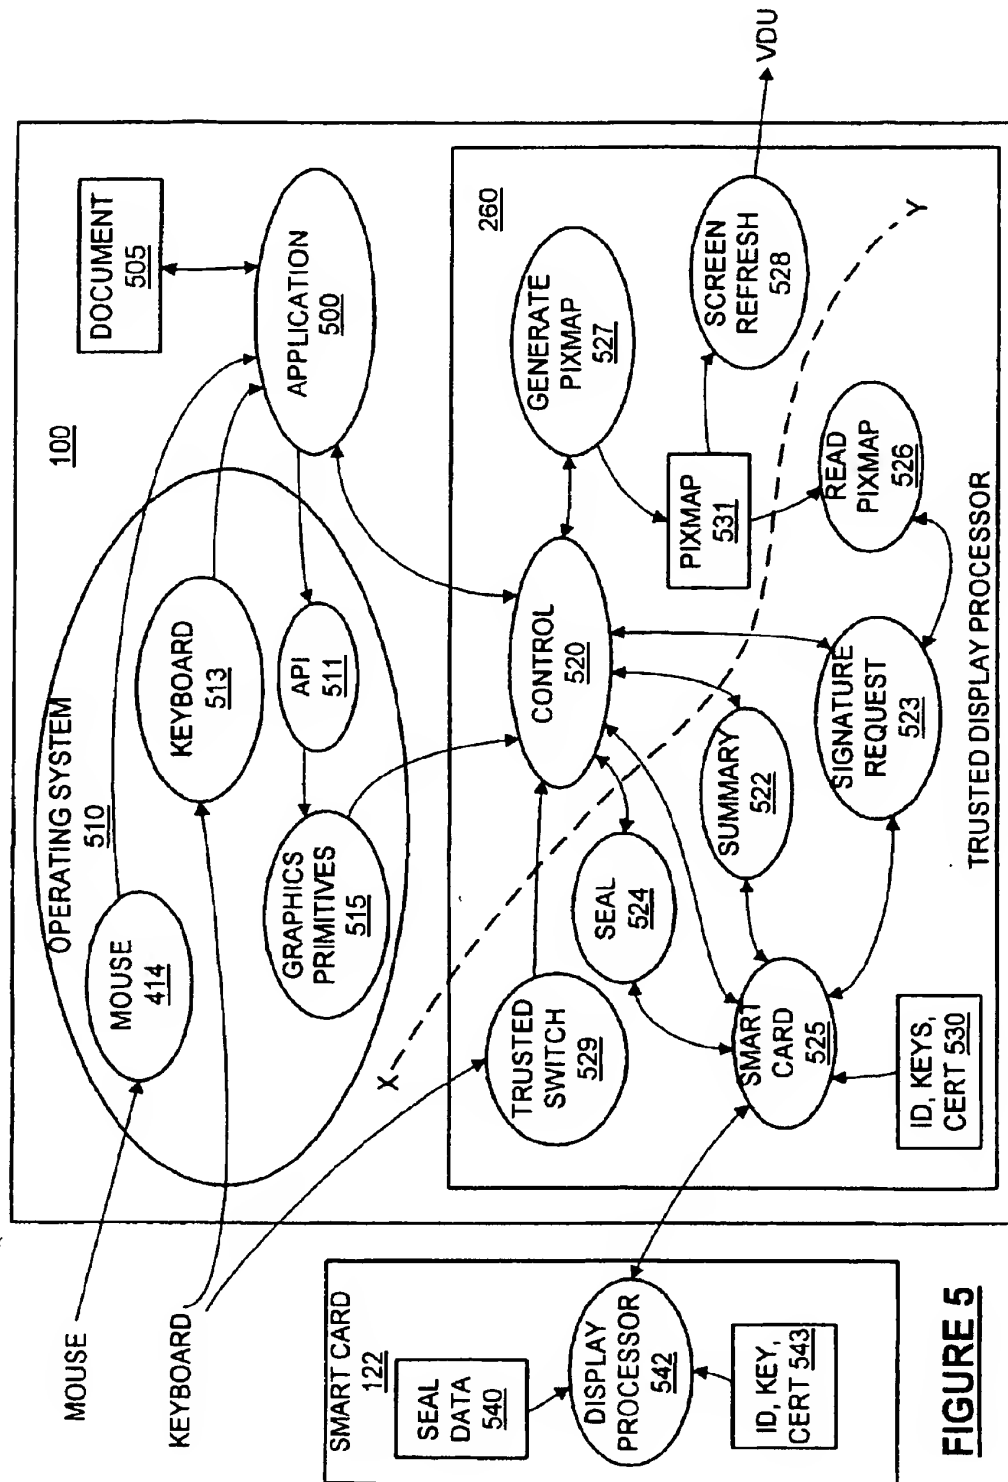 MOUSE
KEYBOARD
SMART CARD
122
SEAL
DATA
540
DISPLAY
PROCESSOR
542
ID, KEY,
CERT 543
100
OPERATING SYSTEM
510
MOUSE
414
KEYBOARD
513
API
511
GRAPHICS
PRIMITIVES
515
DOCUMENT
505
APPLICATION
500
X
260
TRUSTED
SWITCH
529
CONTROL
520
GENERATE
PIXMAP
527
SEAL
524
SUMMARY
522
PIXMAP
531
SCREEN
REFRESH
528
VDU
SMART
CARD
525
SIGNATURE
REQUEST
523
READ
PIXMAP
526
Y
ID, KEYS,
CERT 530
TRUSTED DISPLAY PROCESSOR
FIGURE 5